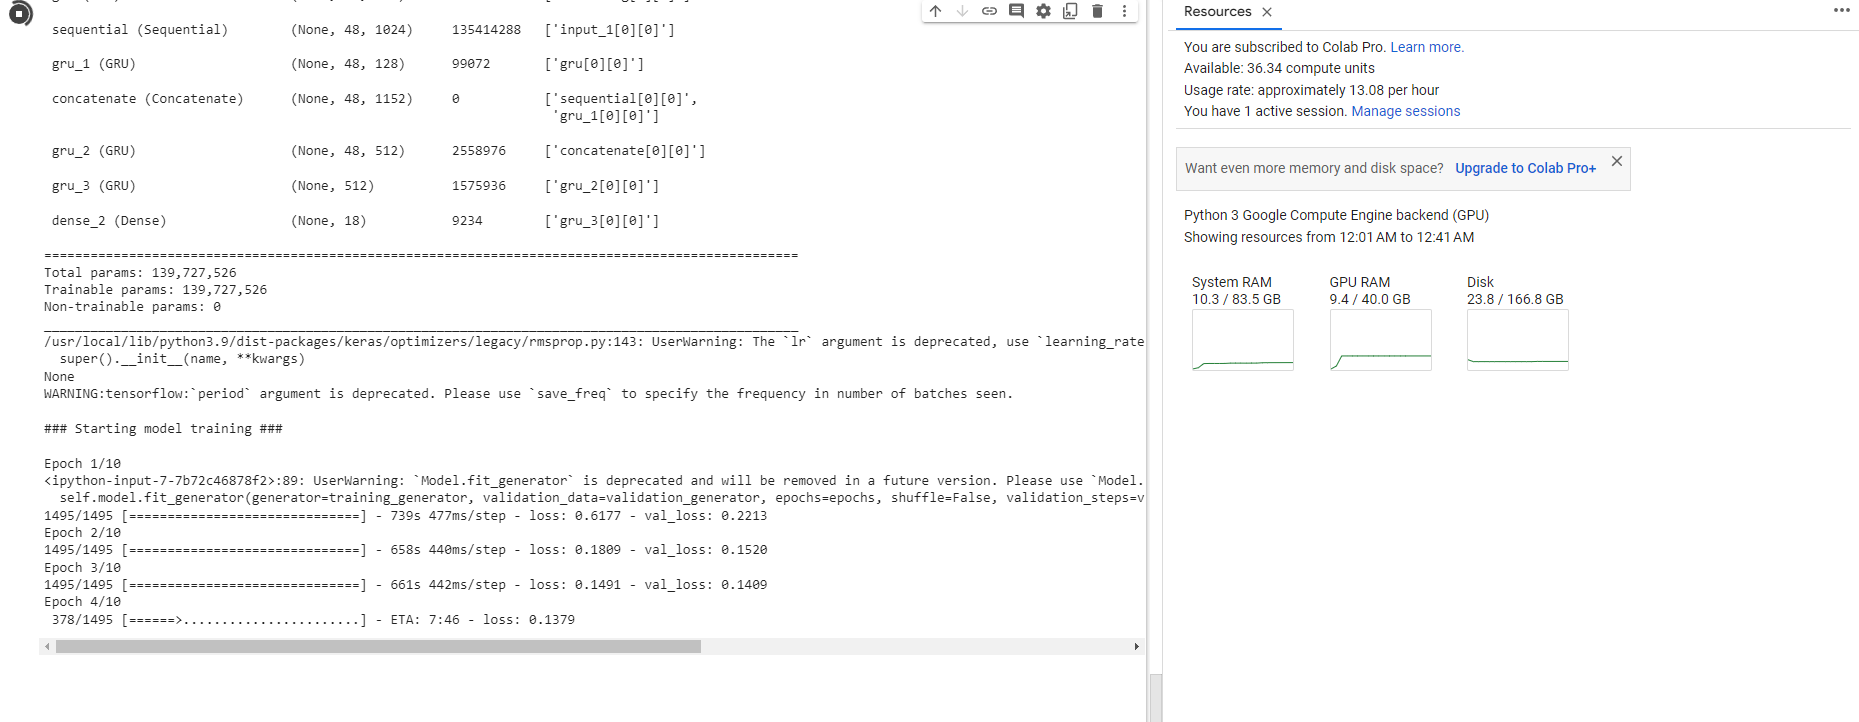 sequential (Sequential) (None, 48, 1024) 135414288 ['input_1[0][0]']
gru_1 (GRU) (None, 48, 128) 99072 ['gru[0][0]']
concatenate (Concatenate) (None, 48, 1152) 0 ['sequential[0][0]',
'gru_1[0][0]']
gru_2 (GRU) (None, 48, 512) 2558976 ['concatenate[0][0]']
gru_3 (GRU) (None, 512) 1575936 ['gru_2[0][0]']
dense_2 (Dense) (None, 18) 9234 ['gru_3[0][0]']
==================================================================================================
Total params: 139,727,526
Trainable params: 139,727,526
Non-trainable params: 0
__________________________________________________________________________________________________
/usr/local/lib/python3.9/dist-packages/keras/optimizers/legacy/rmsprop.py:143: UserWarning: The `lr` argument is deprecated, use `learning_rate
super().__init__(name, **kwargs)
None
WARNING:tensorflow:`period` argument is deprecated. Please use `save_freq` to specify the frequency in number of batches seen.
### Starting model training ###
Epoch 1/10
<ipython-input-7-7b72c46878f2>:89: UserWarning: `Model.fit_generator` is deprecated and will be removed in a future version. Please use `Model.
self.model.fit_generator(generator=training_generator, validation_data=validation_generator, epochs=epochs, shuffle=False, validation_steps=v
1495/1495 [==============================] - 739s 477ms/step - loss: 0.6177 - val_loss: 0.2213
Epoch 2/10
1495/1495 [==============================] - 658s 440ms/step - loss: 0.1809 - val_loss: 0.1520
Epoch 3/10
1495/1495 [==============================] - 661s 442ms/step - loss: 0.1491 - val_loss: 0.1409
Epoch 4/10
378/1495 [======>.......................] - ETA: 7:46 - loss: 0.1379
Resources
You are subscribed to Colab Pro. Learn more.
Available: 36.34 compute units
Usage rate: approximately 13.08 per hour
You have 1 active session. Manage sessions
Want even more memory and disk space? Upgrade to Colab Pro+
Python 3 Google Compute Engine backend (GPU)
Showing resources from 12:01 AM to 12:41 AM
System RAM
10.3 / 83.5 GB
GPU RAM
9.4 / 40.0 GB
Disk
23.8 / 166.8 GB